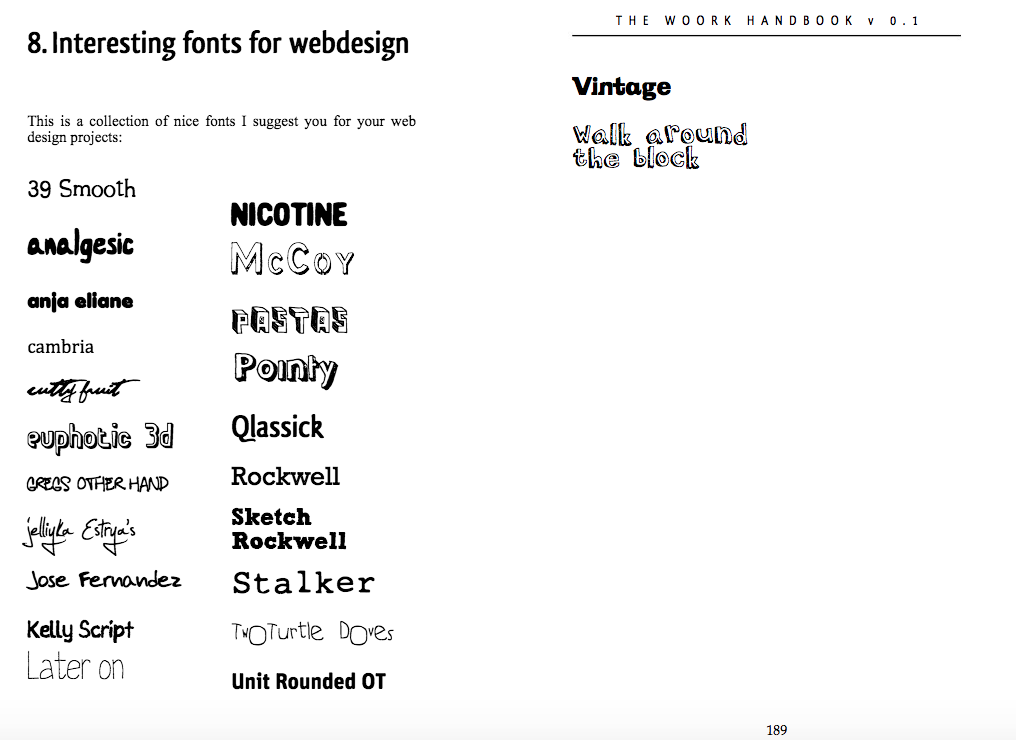 8. Interesting fonts for webdesign
This is a collection of nice fonts I suggest you for your web
design projects:
39 Smooth
analgesic
anja eliane
cambria
cutty fruit
euphotic 3d
GREGS OTHER HAND
jelliyka Estrya's
Jose Fernandez
Kelly Script
Later on
NICOTINE
McCoy
PASTAS
Pointy
Qlassick
Rockwell
Sketch
Rockwell
Stalker
TwOTurtle DOves
Unit Rounded OT
THE WOORK HANDBOOK v 0.1
Vintage
Walk around
the block
189